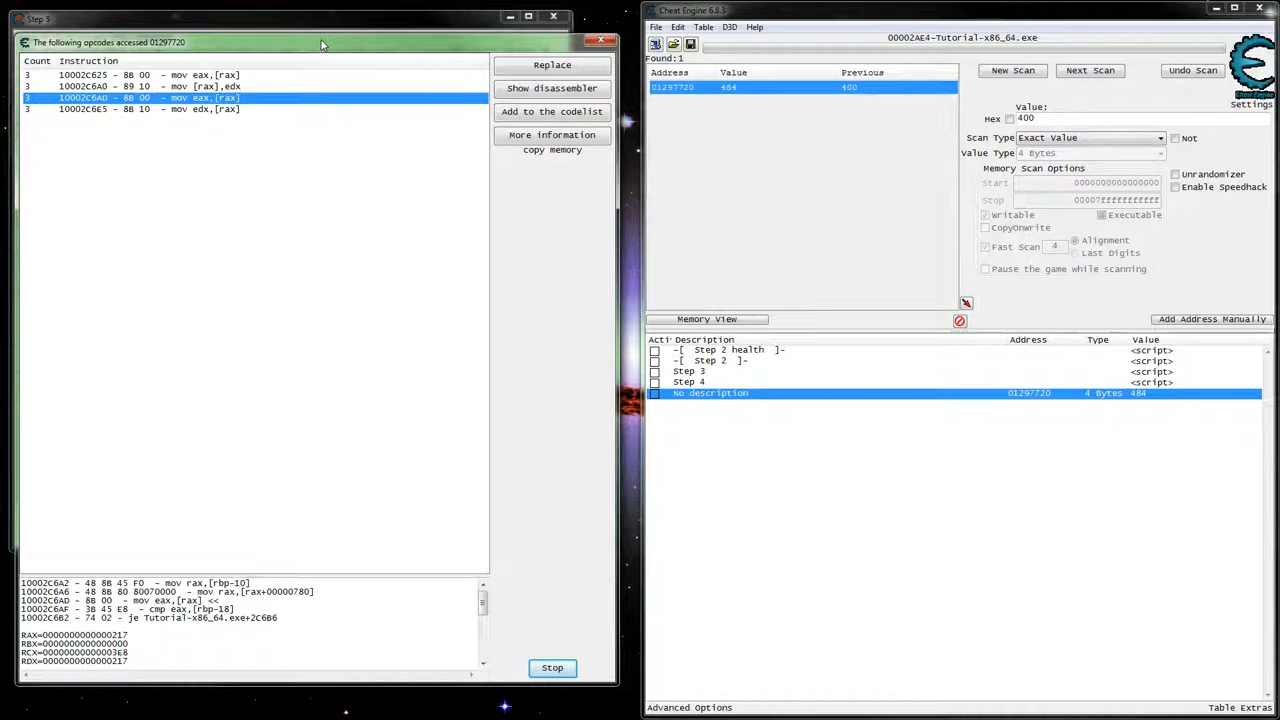 Step 5
The following opcodes accessed 01297720
Count Instruction
3 10002C625 - 8B 00 - mov eax,[rax]
3 10002C6A0 - 89 10 - mov [rax],edx
3 10002C6AD - 8B 00 - mov eax,[rax]
3 10002C6E5 - 8B 10 - mov edx,[rax]
Replace
Show disassembler
Add to the codelist
More information
copy memory
10002C6A2 - 48 8B 45 F0 - mov rax,[rbp-10]
10002C6A6 - 48 8B 80 80070000 - mov rax,[rax+00000780]
10002C6AD - 8B 00 - mov eax,[rax] <<
10002C6AF - 3B 45 E8 - cmp eax,[rbp-18]
10002C6B2 - 74 02 - je Tutorial-x86_64.exe+2C6B6
RAX=0000000000000217
RBX=0000000000000000
RCX=00000000000003E8
RDX=0000000000000217
Stop
Cheat Engine 6.8.3
File Edit Table D3D Help
00002AE4-Tutorial-x86_64.exe
Found:1
Address Value Previous
01297720 484 400
New Scan Next Scan Undo Scan
Cheat Engine
Settings
Value:
Hex 400
Scan Type Exact Value Not
Value Type 4 Bytes
Memory Scan Options
Start 0000000000000000
Stop 00007fffffffffff
Unrandomizer
Enable Speedhack
Writable Executable
CopyOnWrite
Fast Scan 4 Alignment
Last Digits
Pause the game while scanning
Memory View Add Address Manually
Acti Description Address Type Value
-[ Step 2 health ]- <script>
-[ Step 2 ]- <script>
Step 3 <script>
Step 4 <script>
No description 01297720 4 Bytes 484
Advanced Options Table Extras